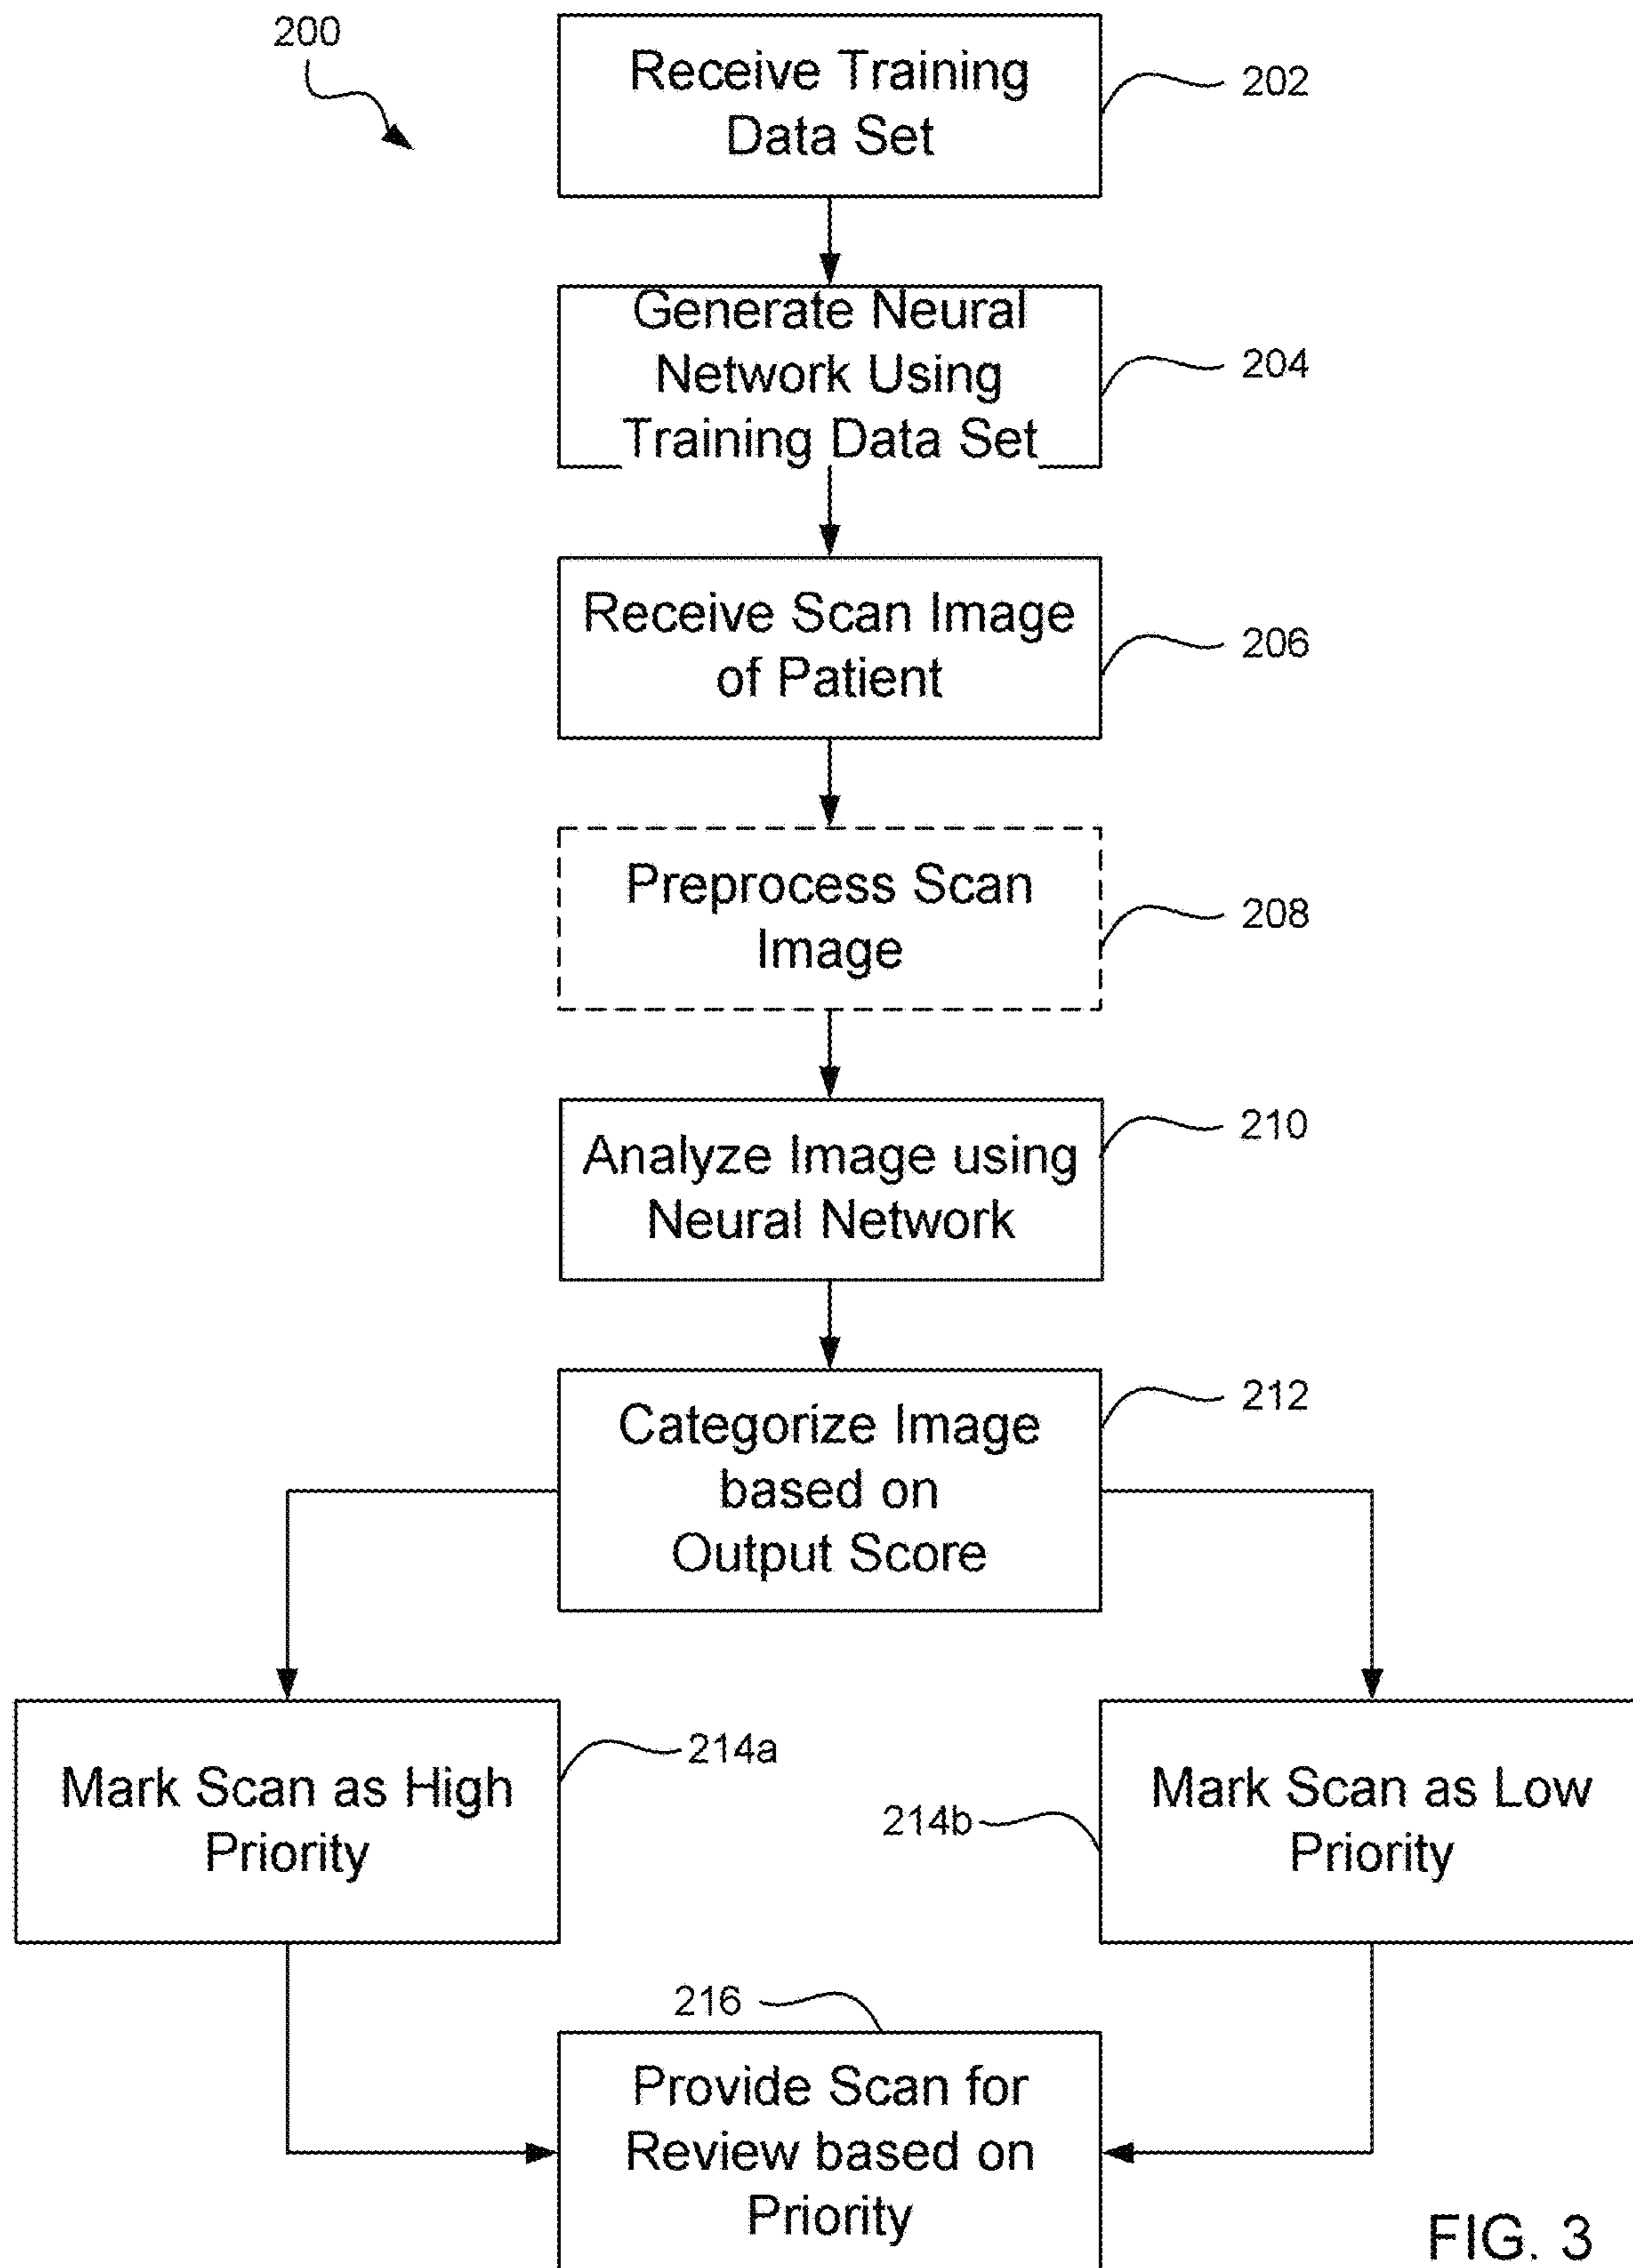 200
Receive Training
Data Set
202
Generate Neural
Network Using
Training Data Set
204
Receive Scan Image
of Patient
206
Preprocess Scan
Image
208
Analyze Image using
Neural Network
210
Categorize Image
based on
Output Score
212
Mark Scan as High
Priority
214a
Mark Scan as Low
Priority
214b
216
Provide Scan for
Review based on
Priority
FIG. 3